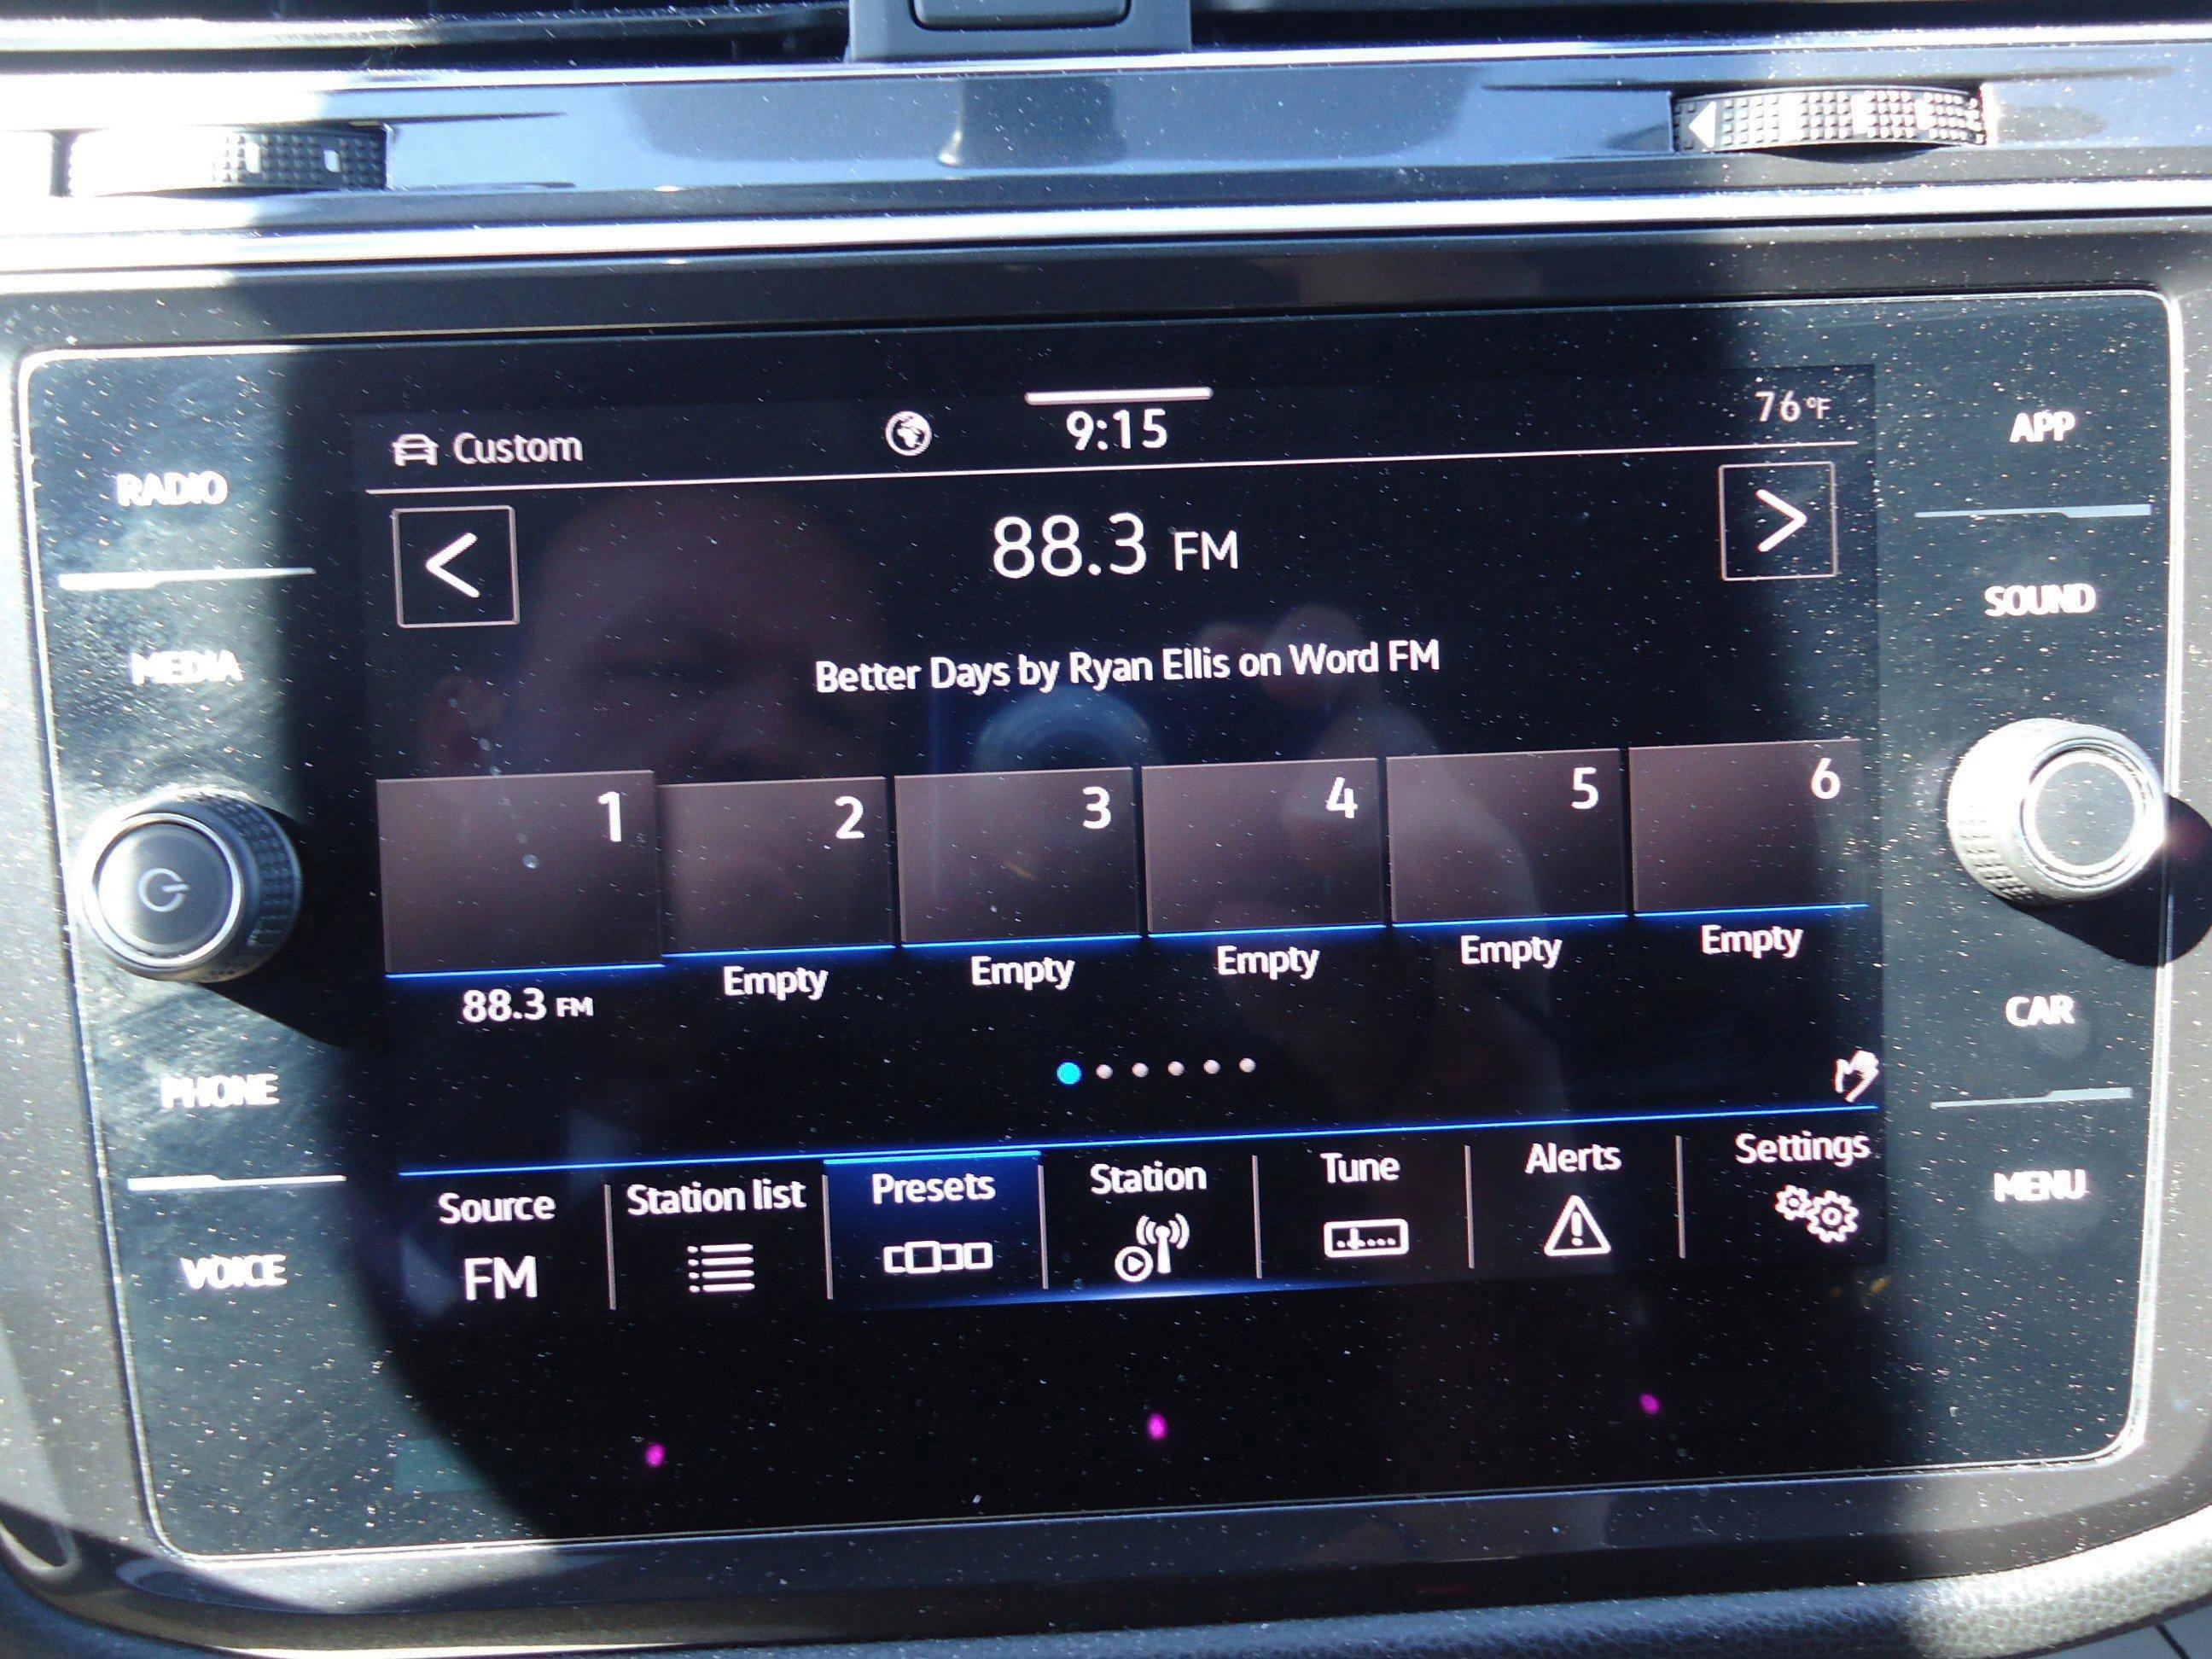 Custom
9:15
76°F
88.3 FM
Better Days by Ryan Ellis on Word FM
1 2 3 4 5 6
88.3 FM Empty Empty Empty Empty Empty
Source Station list Presets Station Tune Alerts Settings
FM
RADIO
MEDIA
PHONE
VOICE
APP
SOUND
CAR
MENU